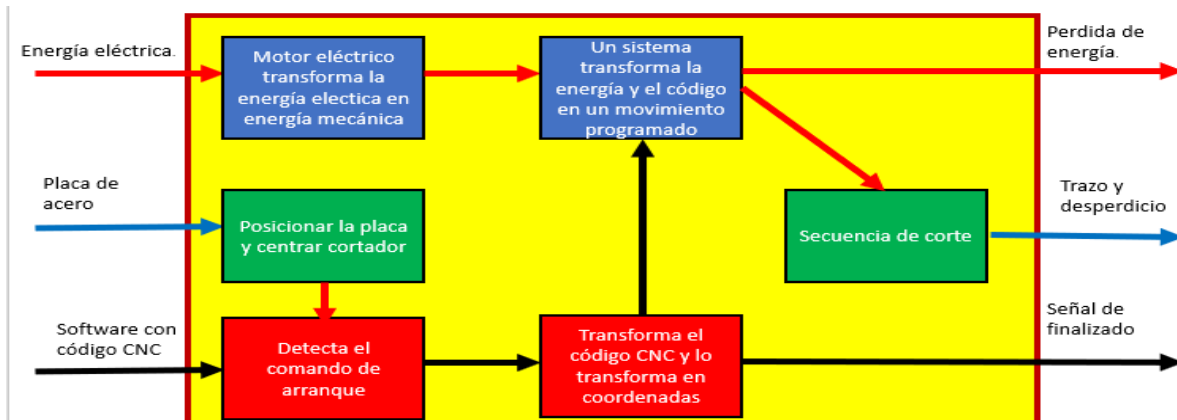 Energía eléctrica.
Motor eléctrico
transforma la
energía electica en
energía mecánica
Un sistema
transforma la
energía y el código
en un movimiento
programado
Perdida de
energía.
Placa de
acero
Posicionar la placa
y centrar cortador
Secuencia de corte
Trazo y
desperdicio
Software con
código CNC
Detecta el
comando de
arranque
Transforma el
código CNC y lo
transforma en
coordenadas
Señal de
finalizado